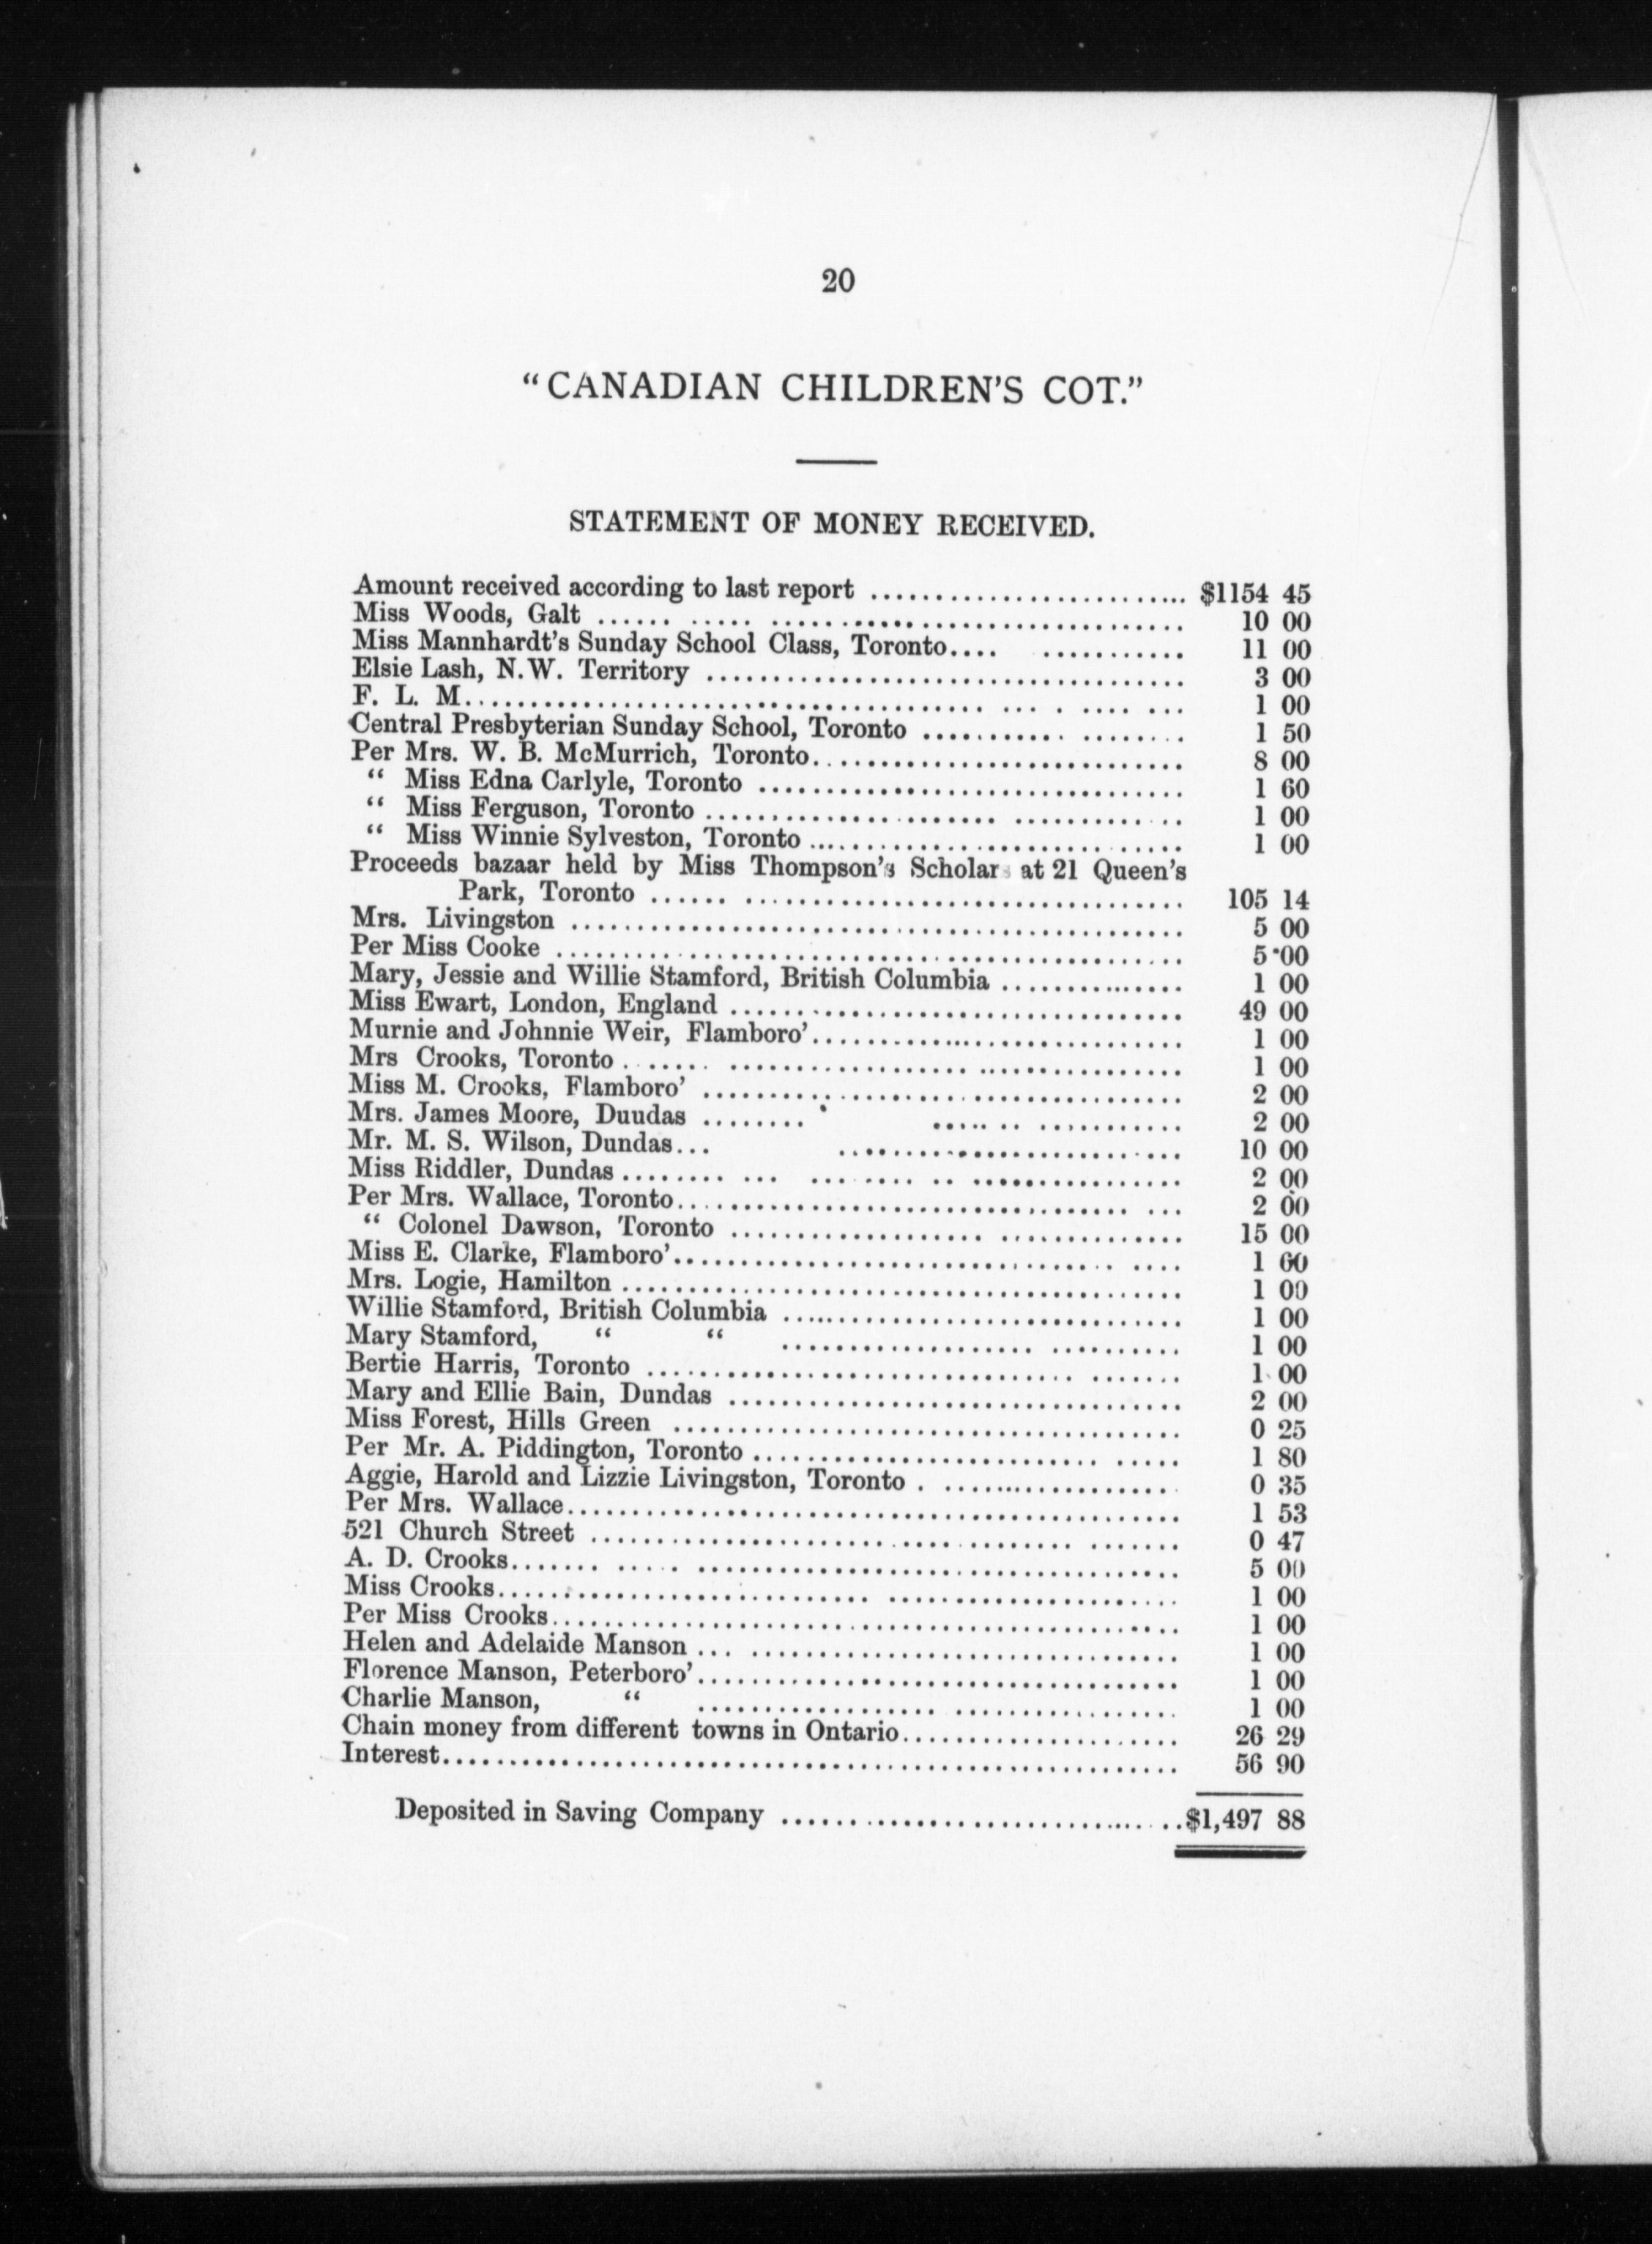 20
"CANADIAN CHILDREN'S COT."
STATEMENT OF MONEY RECEIVED.
Amount received according to last report ........................ $1154 45
Miss Woods, Galt ........................ 10 00
Miss Mannhardt's Sunday School Class, Toronto.... ........... 11 00
Elsie Lash, N.W. Territory ........................ 3 00
F. L. M. ........................ 1 00
Central Presbyterian Sunday School, Toronto ........................ 1 50
Per Mrs. W. B. McMurrich, Toronto ........................ 8 00
" Miss Edna Carlyle, Toronto ........................ 1 60
" Miss Ferguson, Toronto ........................ 1 00
" Miss Winnie Sylveston, Toronto ........................ 1 00
Proceeds bazaar held by Miss Thompson's Scholars at 21 Queen's
Park, Toronto ........................ 105 14
Mrs. Livingston ........................ 5 00
Per Miss Cooke ........................ 5 00
Mary, Jessie and Willie Stamford, British Columbia .............. 1 00
Miss Ewart, London, England ........................ 49 00
Murnie and Johnnie Weir, Flamboro' ........................ 1 00
Mrs Crooks, Toronto ........................ 1 00
Miss M. Crooks, Flamboro' ........................ 2 00
Mrs. James Moore, Duudas ........................ 2 00
Mr. M. S. Wilson, Dundas ........................ 10 00
Miss Riddler, Dundas ........................ 2 00
Per Mrs. Wallace, Toronto ........................ 2 00
" Colonel Dawson, Toronto ........................ 15 00
Miss E. Clarke, Flamboro' ........................ 1 60
Mrs. Logie, Hamilton ........................ 1 00
Willie Stamford, British Columbia ........................ 1 00
Mary Stamford, " " ........................ 1 00
Bertie Harris, Toronto ........................ 1 00
Mary and Ellie Bain, Dundas ........................ 2 00
Miss Forest, Hills Green ........................ 0 25
Per Mr. A. Piddington, Toronto ........................ 1 80
Aggie, Harold and Lizzie Livingston, Toronto ........................ 0 35
Per Mrs. Wallace ........................ 1 53
521 Church Street ........................ 0 47
A. D. Crooks ........................ 5 00
Miss Crooks ........................ 1 00
Per Miss Crooks ........................ 1 00
Helen and Adelaide Manson ........................ 1 00
Florence Manson, Peterboro' ........................ 1 00
Charlie Manson, " ........................ 1 00
Chain money from different towns in Ontario ........................ 26 29
Interest ........................ 56 90
Deposited in Saving Company ........................ $1,497 88